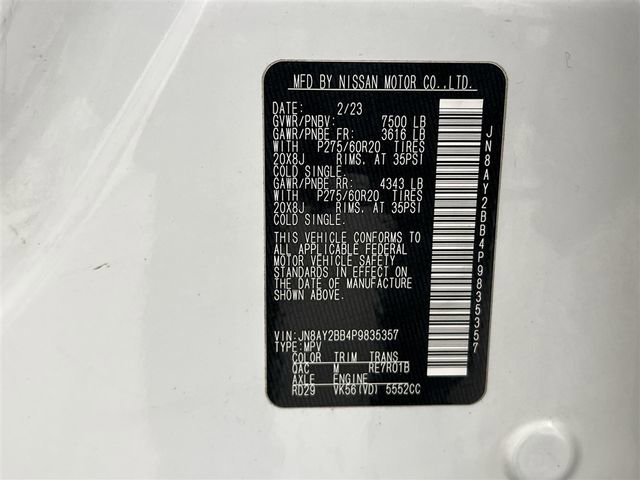 MFD BY NISSAN MOTOR CO.,LTD.
DATE: 2/23
GVWR/PNBV: 7500 LB
GAWR/PNBE FR: 3616 LB
WITH P275/60R20 TIRES
20X8J RIMS. AT 35PSI
COLD SINGLE.
GAWR/PNBE RR: 4343 LB
WITH P275/60R20 TIRES
20X8J RIMS. AT 35PSI
COLD SINGLE.
THIS VEHICLE CONFORMS TO
ALL APPLICABLE FEDERAL
MOTOR VEHICLE SAFETY
STANDARDS IN EFFECT ON
THE DATE OF MANUFACTURE
SHOWN ABOVE.
VIN:JN8AY2BB4P9835357
TYPE:MPV
COLOR TRIM TRANS
QAC M RE7R01B
AXLE ENGINE
RD29 VK56(VD) 5552CC
JN8AY2BB4P9835357